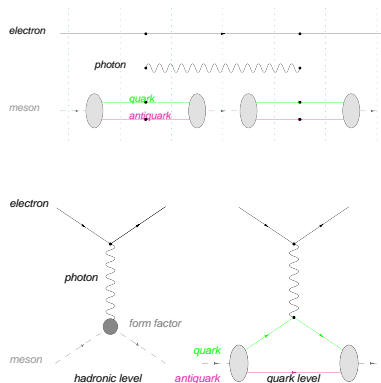 electron
photon
quark
meson
antiquark
electron
photon
form factor
quark
meson
hadronic level
antiquark
quark level